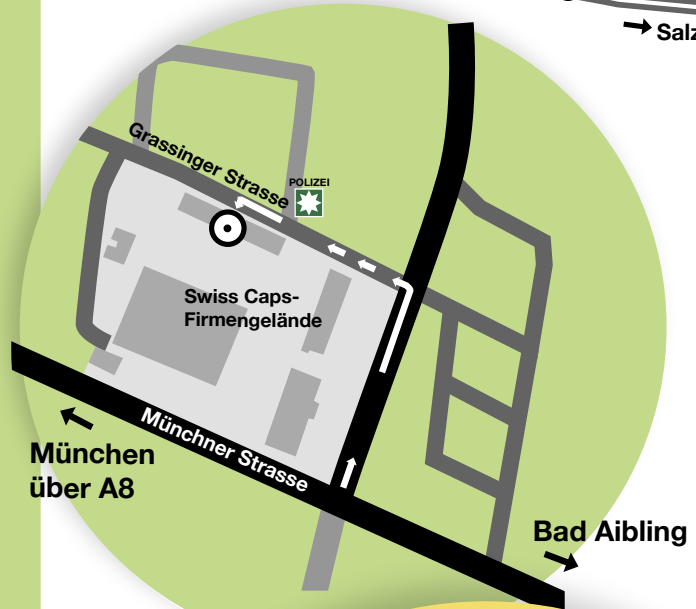 Salz
Grassinger Strasse
POLIZEI
Swiss Caps-
Firmengelände
Münchner Strasse
München
über A8
Bad Aibling